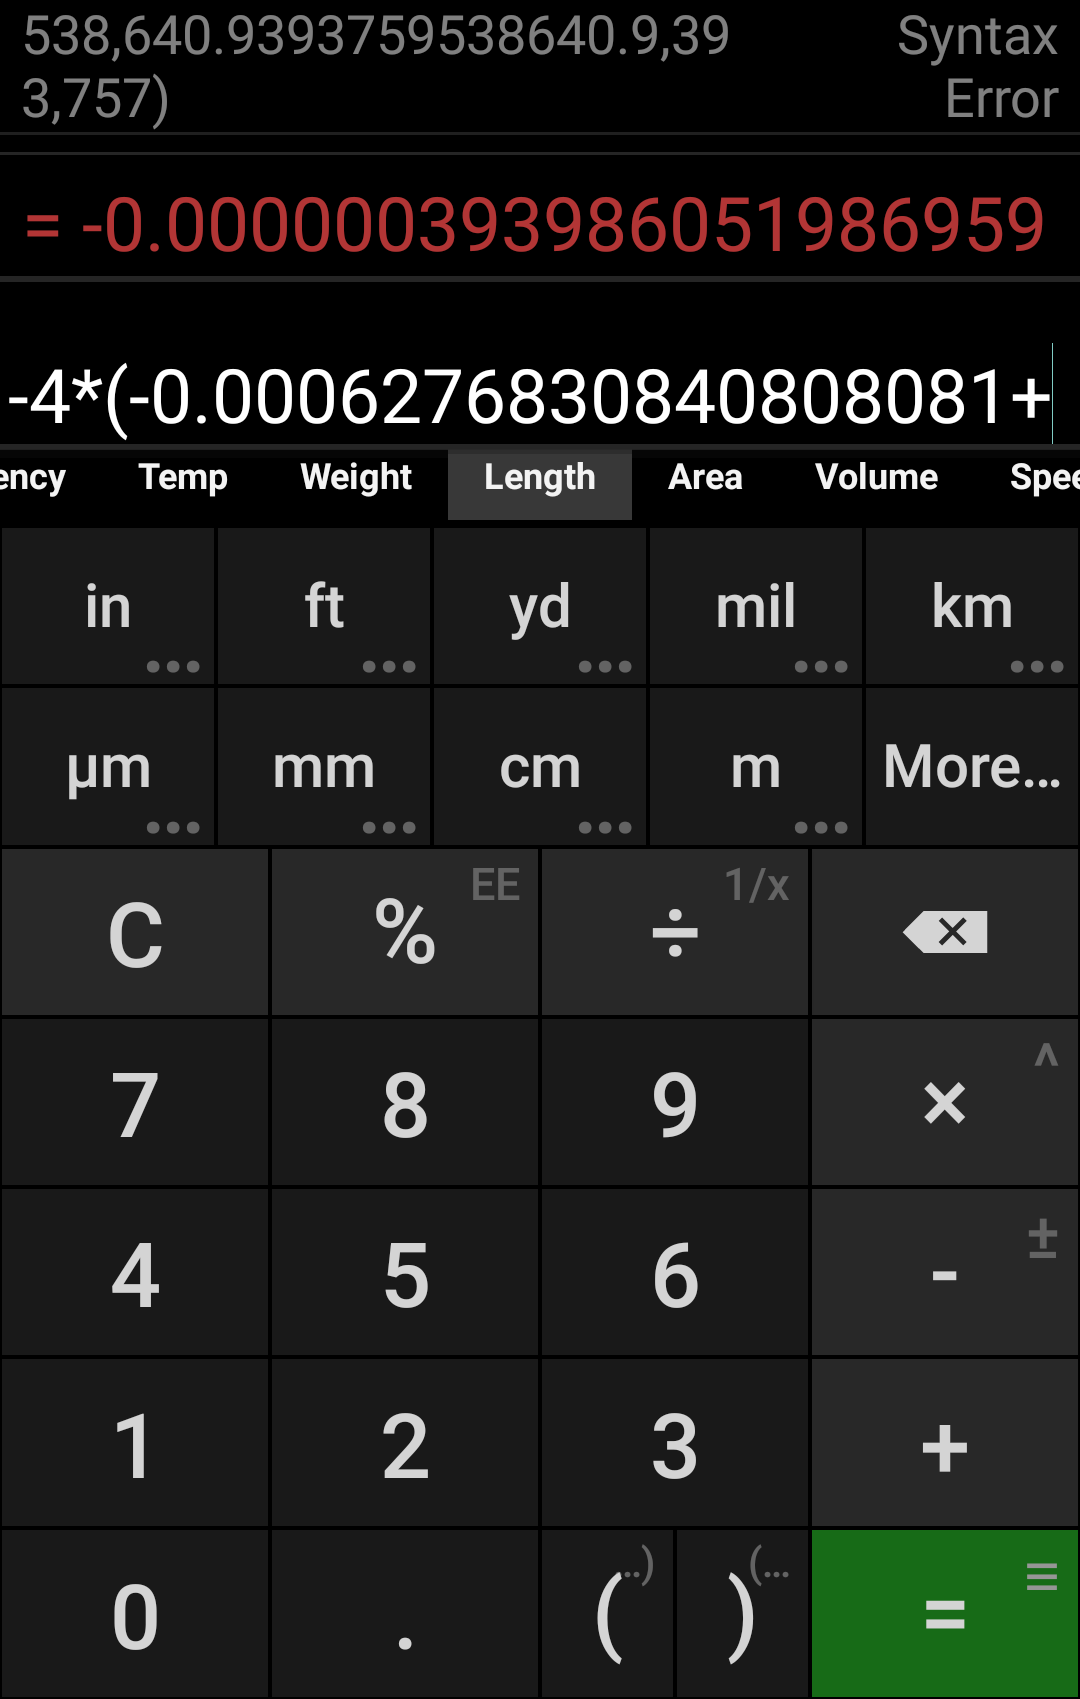 538,640.9393759538640.9,39 Syntax
3,757) Error
= -0.0000003939860519869​59
-4*(-0.00062768308408080​81+
ency Temp Weight Length Area Volume Spee
in ft yd mil km
µm mm cm m More...
C % EE ÷ 1/x
7 8 9 × ^
4 5 6 - ±
1 2 3 +
0 . ( ..) ) (... =